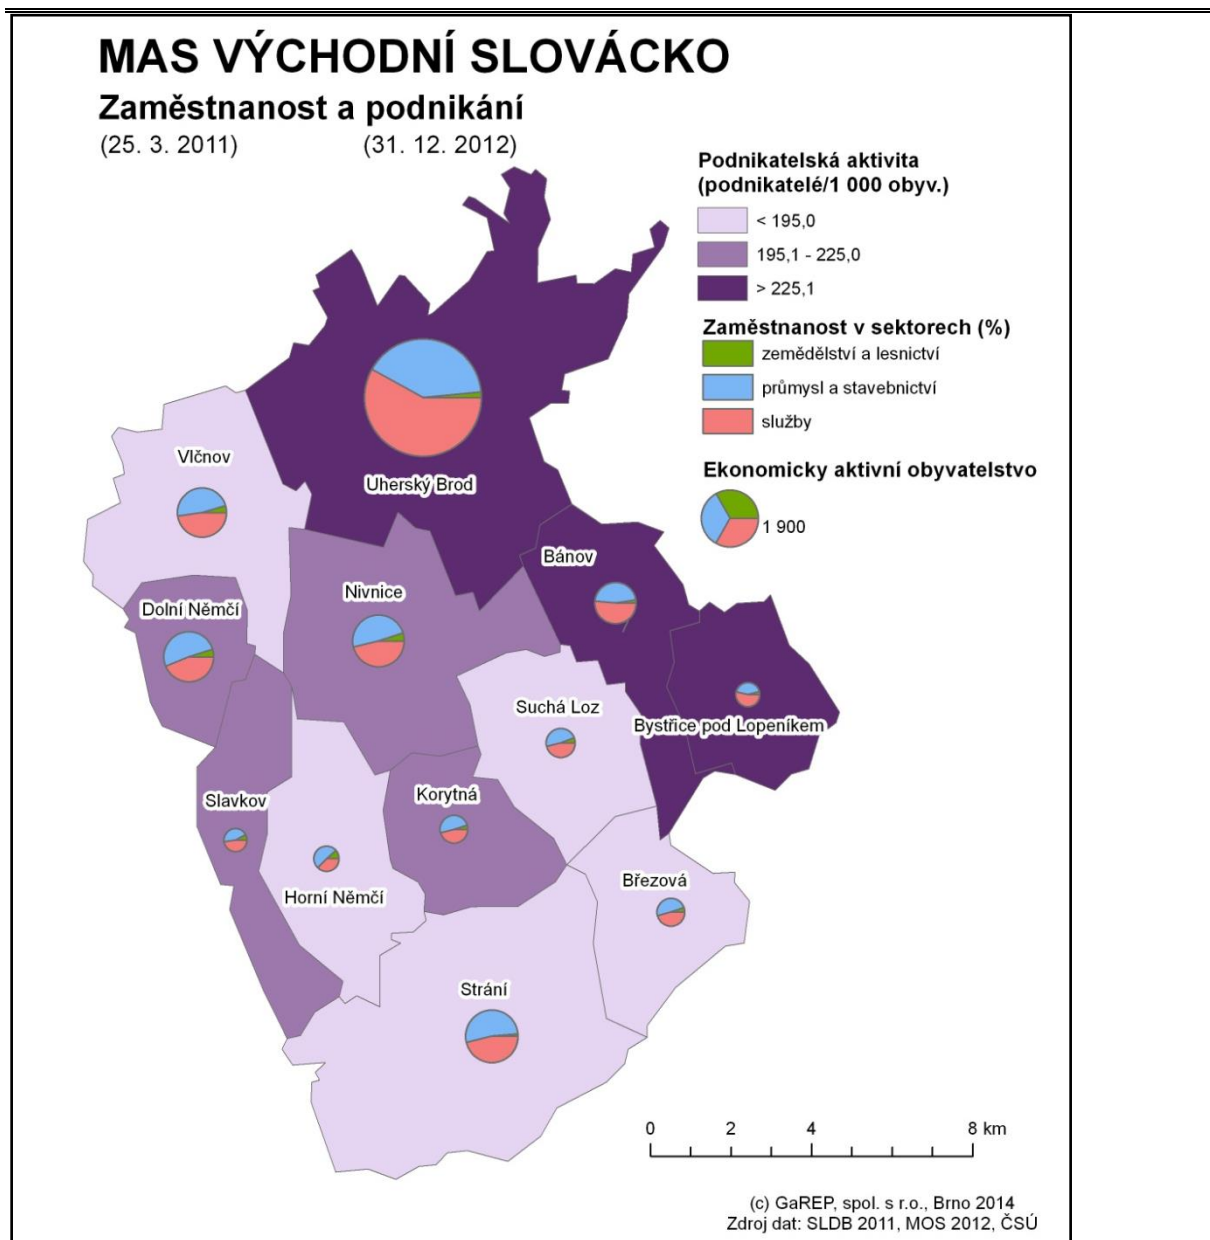 MAS VÝCHODNÍ SLOVÁCKO
Zaměstnanost a podnikání
(25. 3. 2011) (31. 12. 2012)
Podnikatelská aktivita
(podnikatelé/1 000 obyv.)
< 195,0
195,1 - 225,0
> 225,1
Zaměstnanost v sektorech (%)
zemědělství a lesnictví
průmysl a stavebnictví
služby
Ekonomicky aktivní obyvatelstvo
1 900
Vlčnov
Uherský Brod
Bánov
Nivnice
Dolní Němčí
Suchá Loz
Bystřice pod Lopeníkem
Korytná
Slavkov
Březová
Horní Němčí
Strání
0 2 4 8 km
(c) GaREP, spol. s r.o., Brno 2014
Zdroj dat: SLDB 2011, MOS 2012, ČSÚ